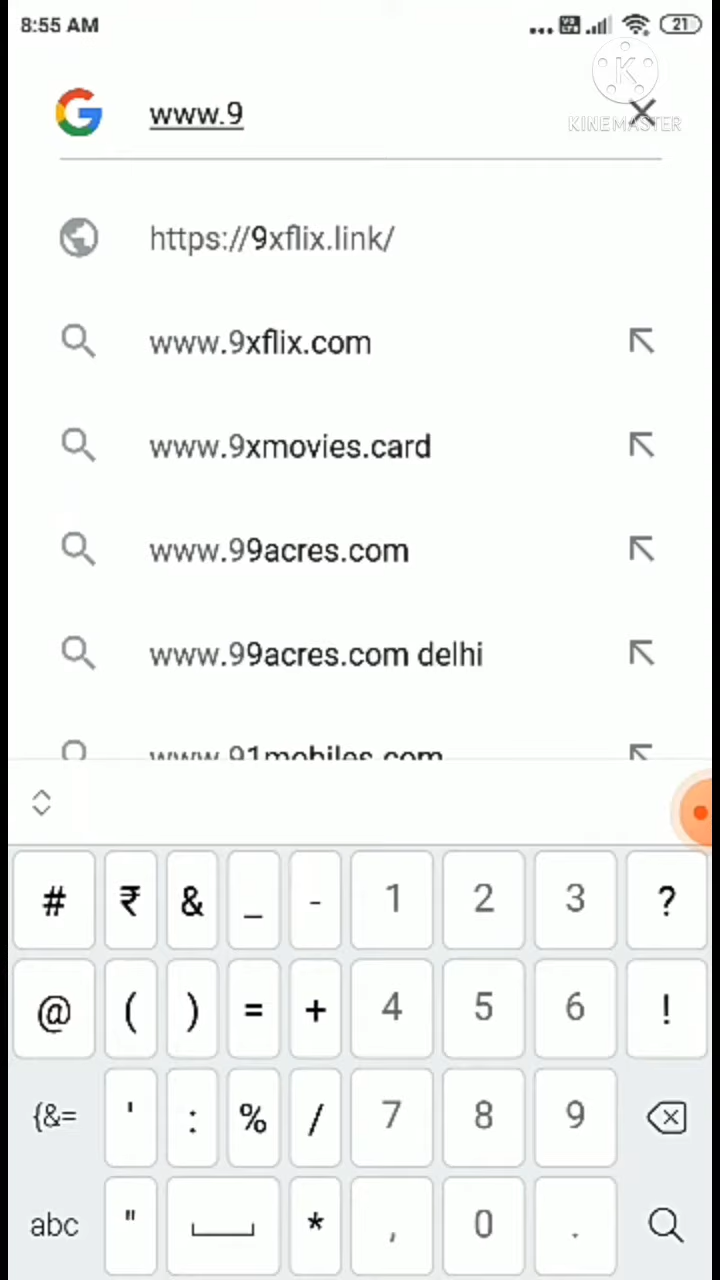 8:55 AM
21
www.9
KINEMASTER
https://9xflix.link/
www.9xflix.com
www.9xmovies.card
www.99acres.com
www.99acres.com delhi
www.91mobiles.com
# ₹ & _ - 1 2 3 ?
@ ( ) = + 4 5 6 !
{&= ' : % / 7 8 9
abc " * , 0 .